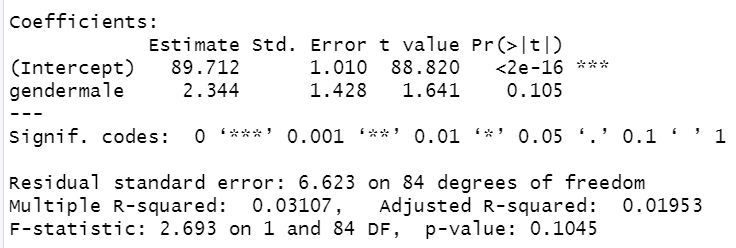 Coefficients:
            Estimate Std. Error t value Pr(>|t|)
(Intercept)   89.712      1.010  88.820   <2e-16 ***
gendermale     2.344      1.428   1.641    0.105
---
Signif. codes:  0 ‘***’ 0.001 ‘**’ 0.01 ‘*’ 0.05 ‘.’ 0.1 ‘ ’ 1
Residual standard error: 6.623 on 84 degrees of freedom
Multiple R-squared:  0.03107,   Adjusted R-squared:  0.01953
F-statistic: 2.693 on 1 and 84 DF,  p-value: 0.1045